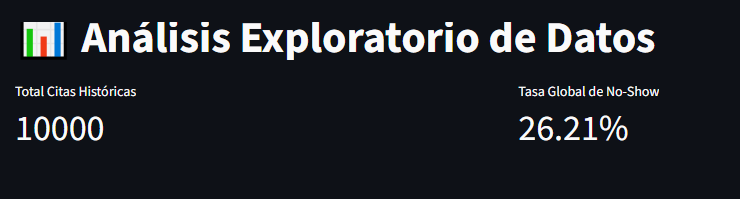 Análisis Exploratorio de Datos
Total Citas Históricas
Tasa Global de No-Show
10000
26.21%